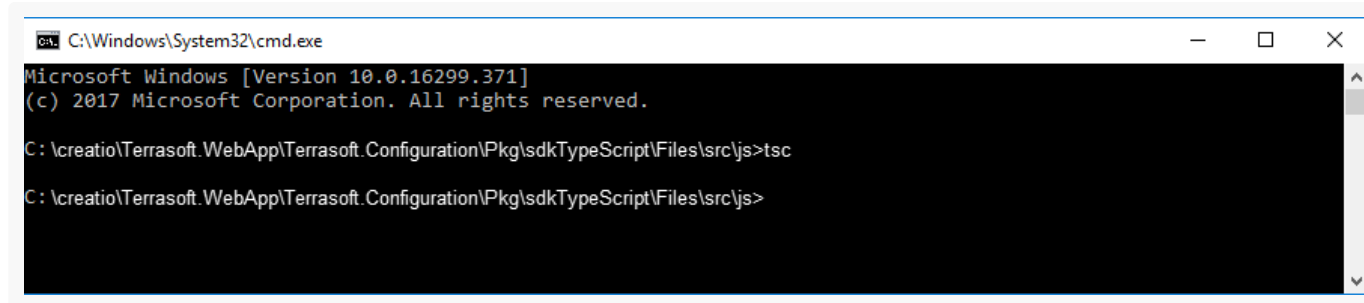 C:\Windows\System32\cmd.exe
Microsoft Windows [Version 10.0.16299.371]
(c) 2017 Microsoft Corporation. All rights reserved.
C:\creatio\Terrasoft.WebApp\Terrasoft.Configuration\Pkg\sdkTypeScript\Files\src\js>tsc
C:\creatio\Terrasoft.WebApp\Terrasoft.Configuration\Pkg\sdkTypeScript\Files\src\js>